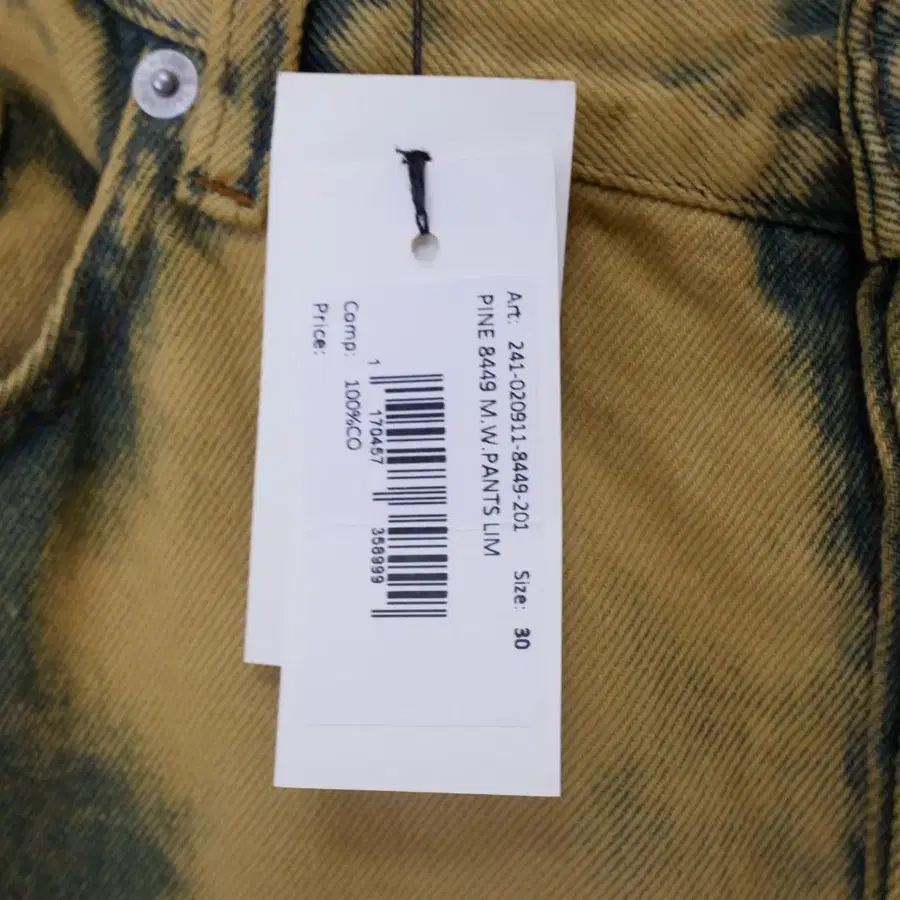 Art: 241-020911-8449-201 Size: 30
PINE 8449 M.W.PANTS LIM
1 170457 358999
Comp: 100%CO
Price: